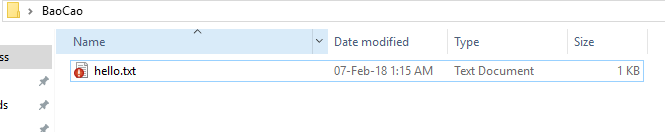 BaoCao
Name Date modified Type Size
ss
hello.txt 07-Feb-18 1:15 AM Text Document 1 KB
ds